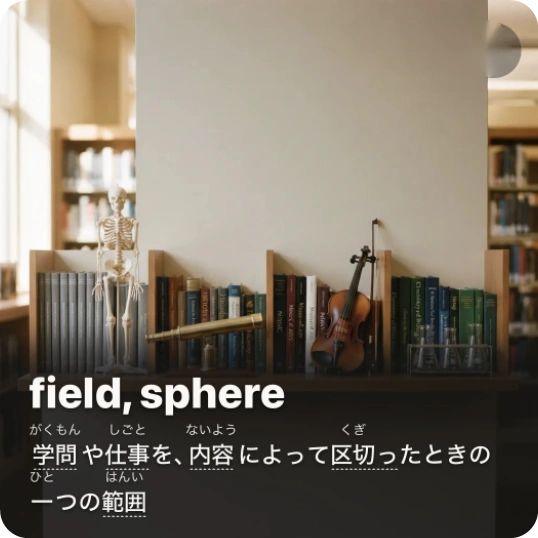 field, sphere
がくもん しごと ないよう くぎ
学問や仕事を、内容によって区切ったときの
ひと はんい
一つの範囲